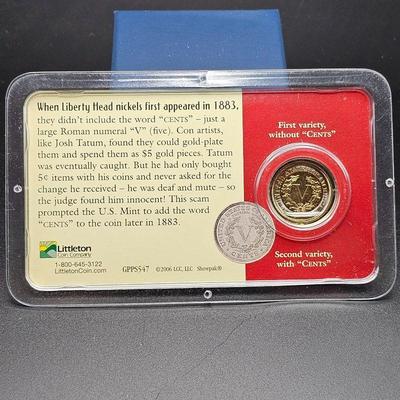 When Liberty Head nickels first appeared in 1883,
they didn't include the word "CENTS" – just a
large Roman numeral "V" (five). Con artists,
like Josh Tatum, found they could gold-plate
them and spend them as $5 gold pieces. Tatum
was eventually caught. But he had only bought
5¢ items with his coins and never asked for the
change he received – he was deaf and mute – so
the judge found him innocent! This scam
prompted the U.S. Mint to add the word
"CENTS" to the coin later in 1883.
First variety,
without "CENTS"
V
V
CENTS
Second variety,
with "CENTS"
Littleton
Coin Company
1-800-645-3122
LittletonCoin.com
GPPS547
©2006 LCC, LLC
Showpak®